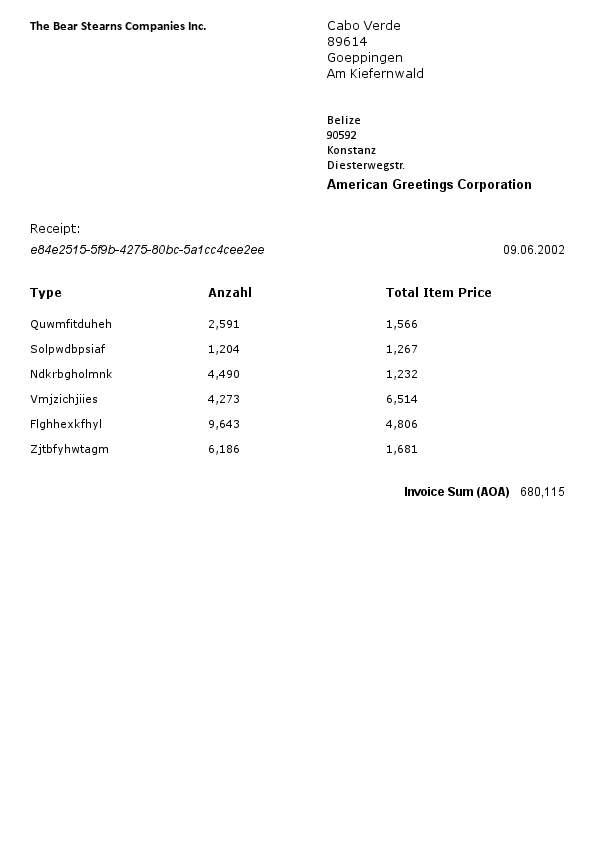 The Bear Stearns Companies Inc.
Cabo Verde
89614
Goeppingen
Am Kiefernwald
Belize
90592
Konstanz
Diesterwegstr.
American Greetings Corporation
Receipt:
e84e2515-5f9b-4275-80bc-5a1cc4cee2ee 09.06.2002
Type Anzahl Total Item Price
Quwmfitduheh 2,591 1,566
Solpwdbpsiaf 1,204 1,267
Ndkrbgholmnk 4,490 1,232
Vmjzichjiies 4,273 6,514
Flghhexkfhyl 9,643 4,806
Zjtbfyhwtagm 6,186 1,681
Invoice Sum (AOA) 680,115